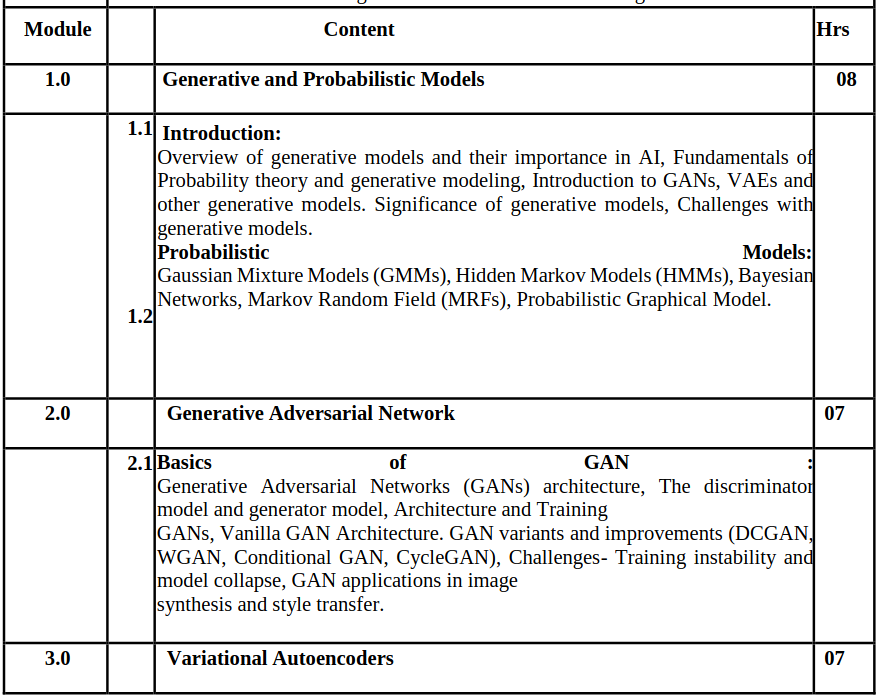 Module Content Hrs
1.0 Generative and Probabilistic Models 08
1.1 Introduction:
Overview of generative models and their importance in AI, Fundamentals of
Probability theory and generative modeling, Introduction to GANs, VAEs and
other generative models. Significance of generative models, Challenges with
generative models.
Probabilistic Models:
Gaussian Mixture Models (GMMs), Hidden Markov Models (HMMs), Bayesian
Networks, Markov Random Field (MRFs), Probabilistic Graphical Model.
1.2
2.0 Generative Adversarial Network 07
2.1 Basics of GAN :
Generative Adversarial Networks (GANs) architecture, The discriminator
model and generator model, Architecture and Training
GANs, Vanilla GAN Architecture. GAN variants and improvements (DCGAN,
WGAN, Conditional GAN, CycleGAN), Challenges- Training instability and
model collapse, GAN applications in image
synthesis and style transfer.
3.0 Variational Autoencoders 07